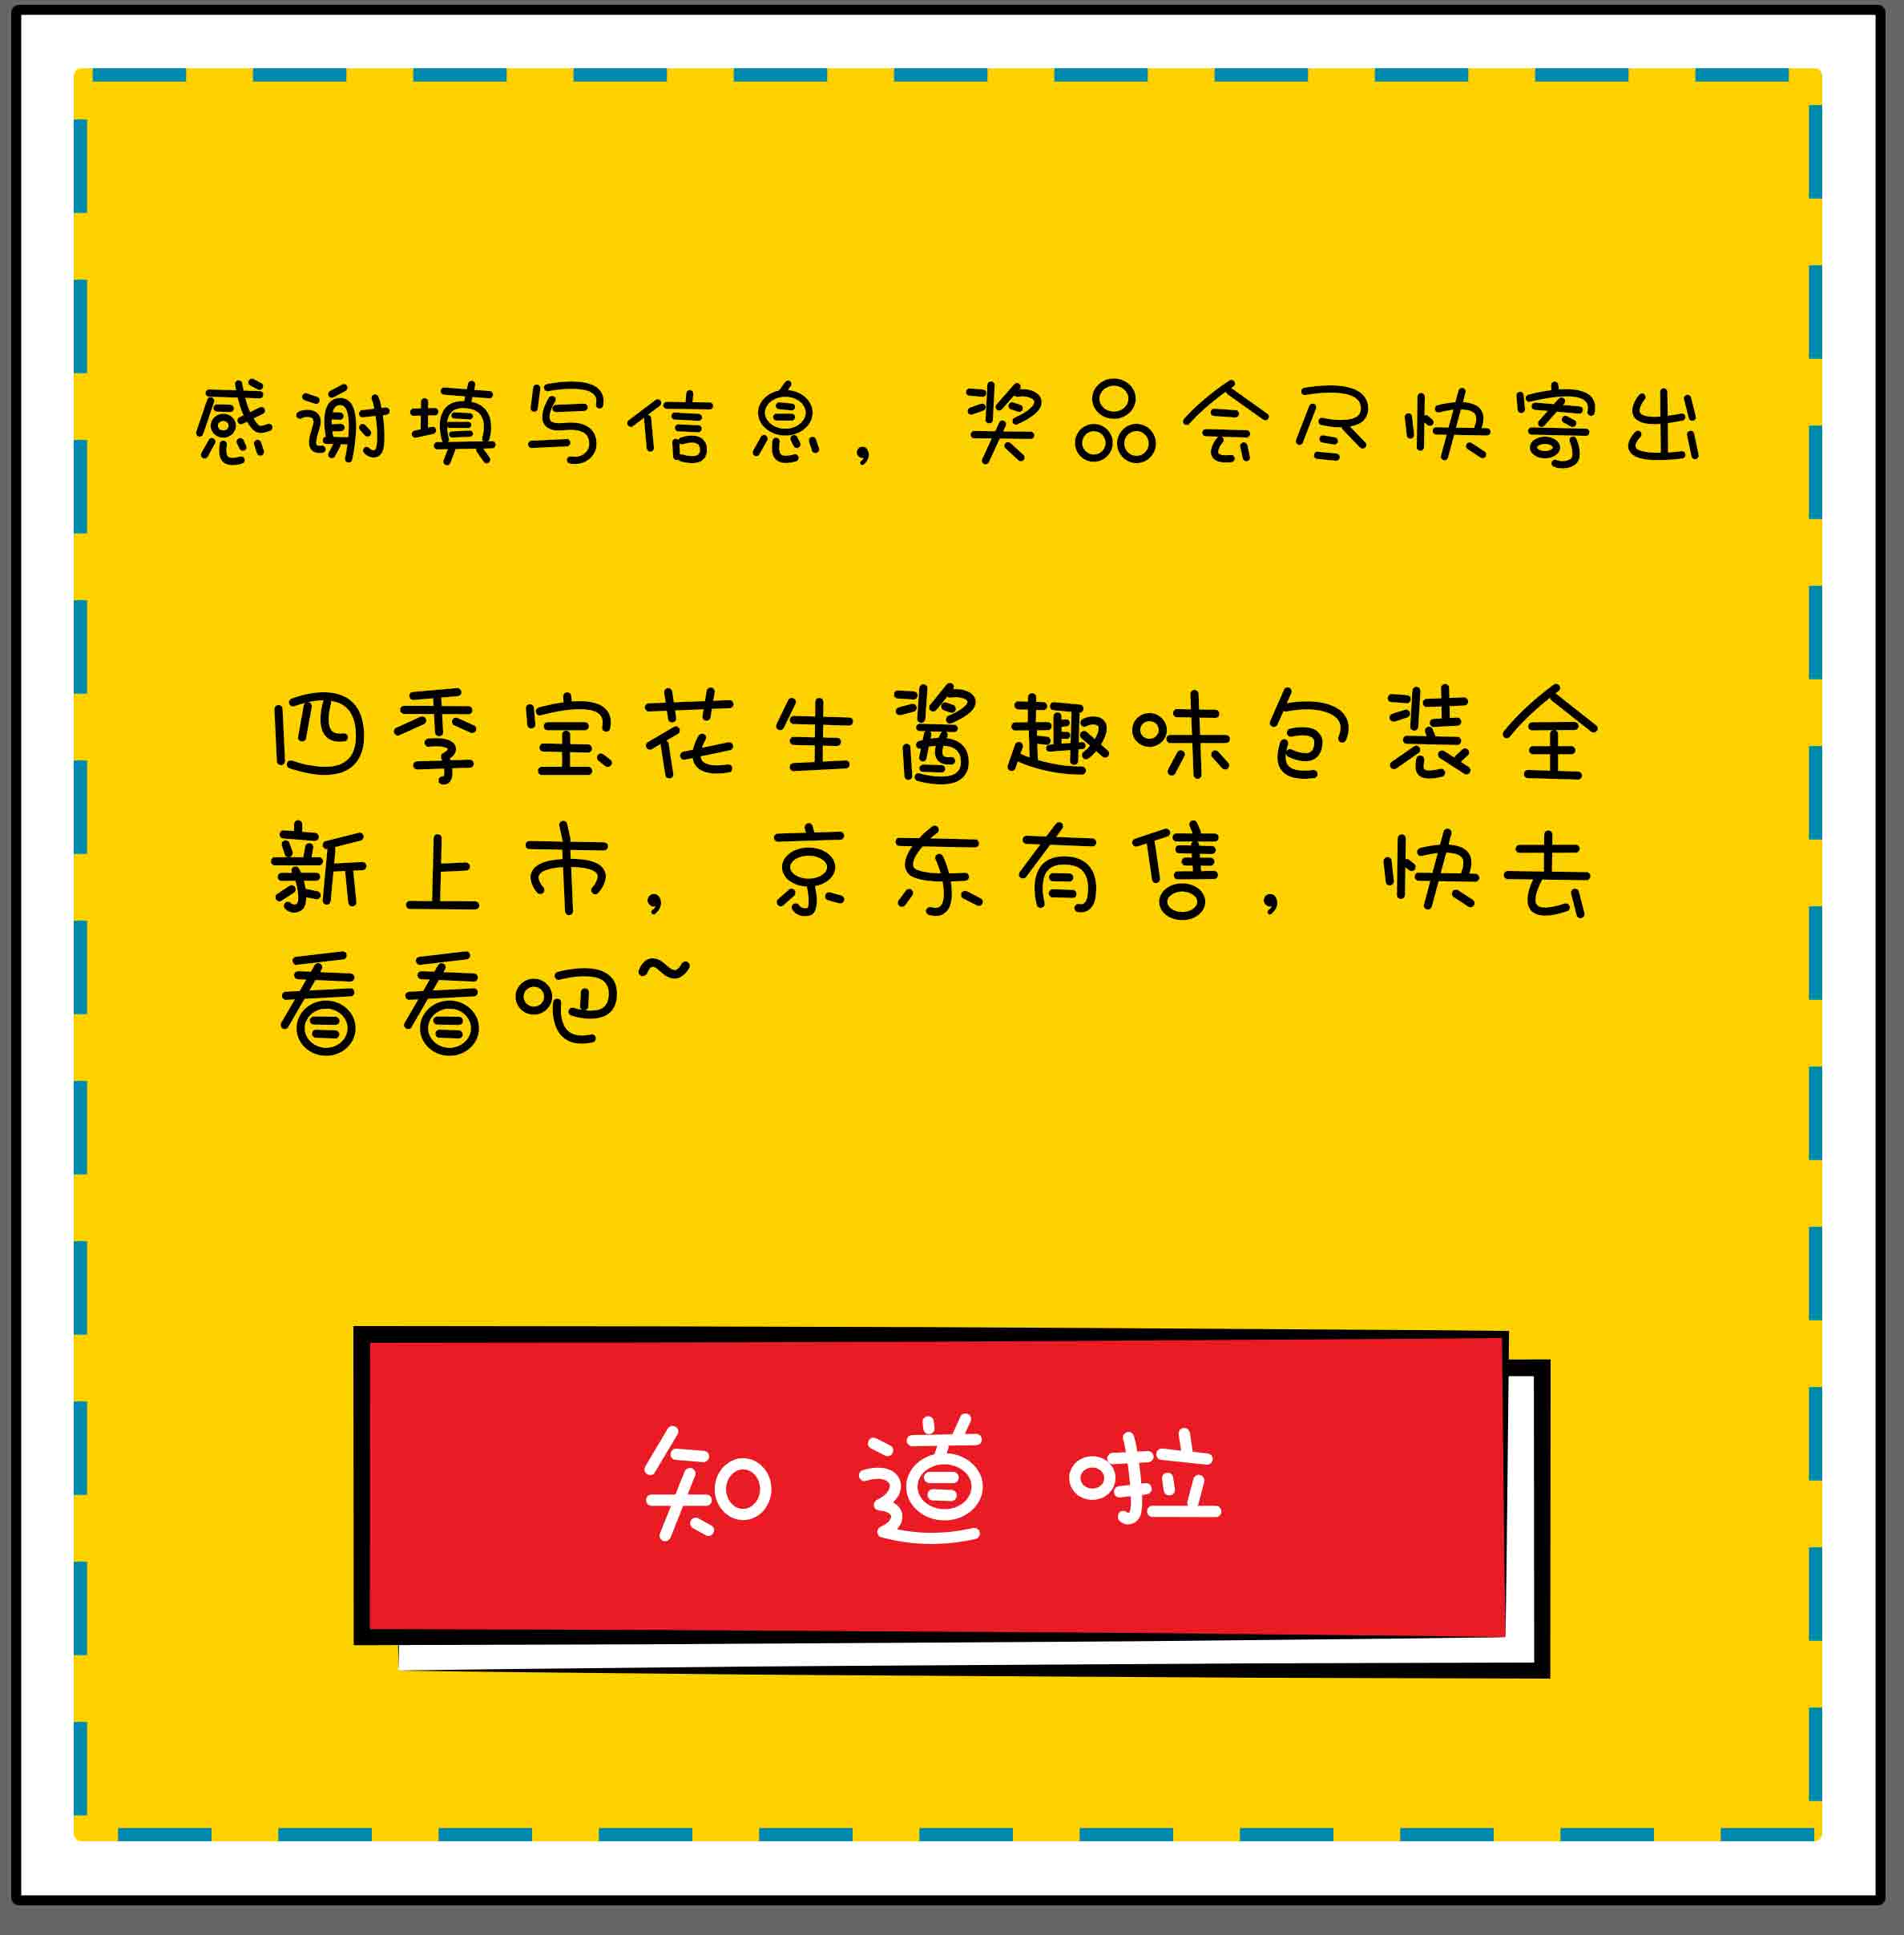 感谢填写信息，奖品会尽快寄出
四季宝花生酱趣味包装全
新上市，京东有售，快去
看看吧~
知道啦